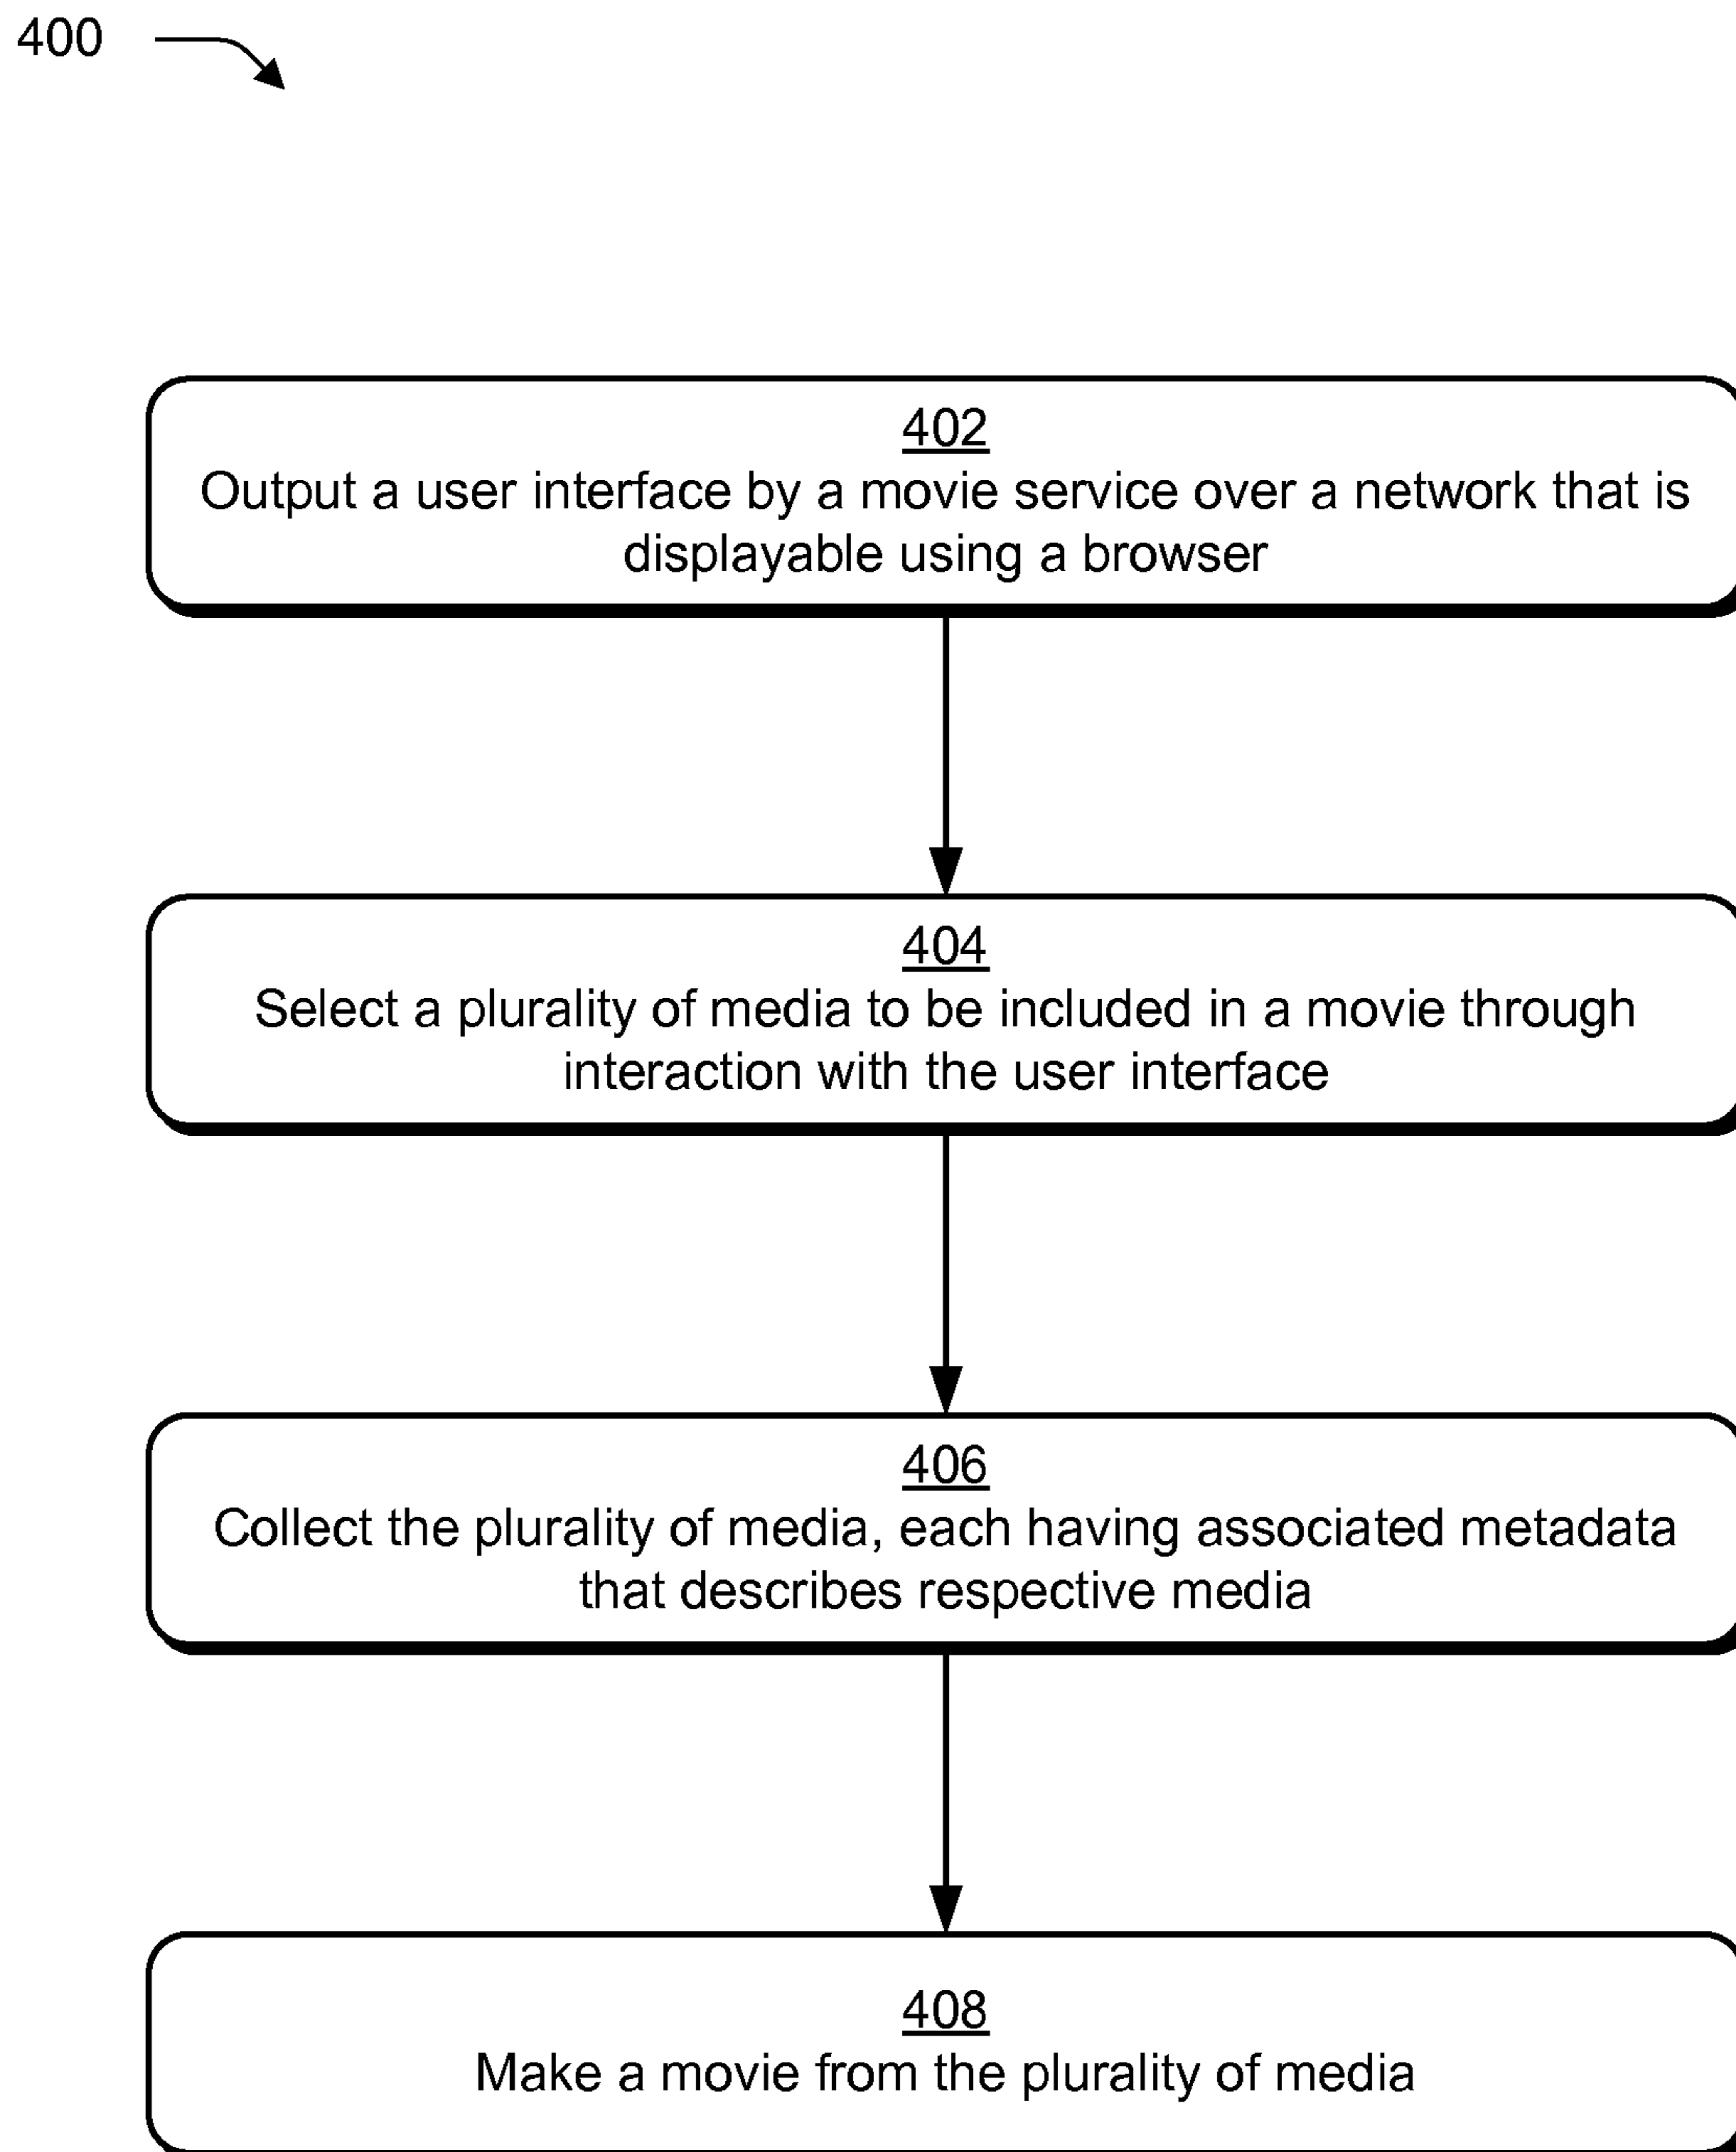 400
402
Output a user interface by a movie service over a network that is
displayable using a browser
404
Select a plurality of media to be included in a movie through
interaction with the user interface
406
Collect the plurality of media, each having associated metadata
that describes respective media
408
Make a movie from the plurality of media